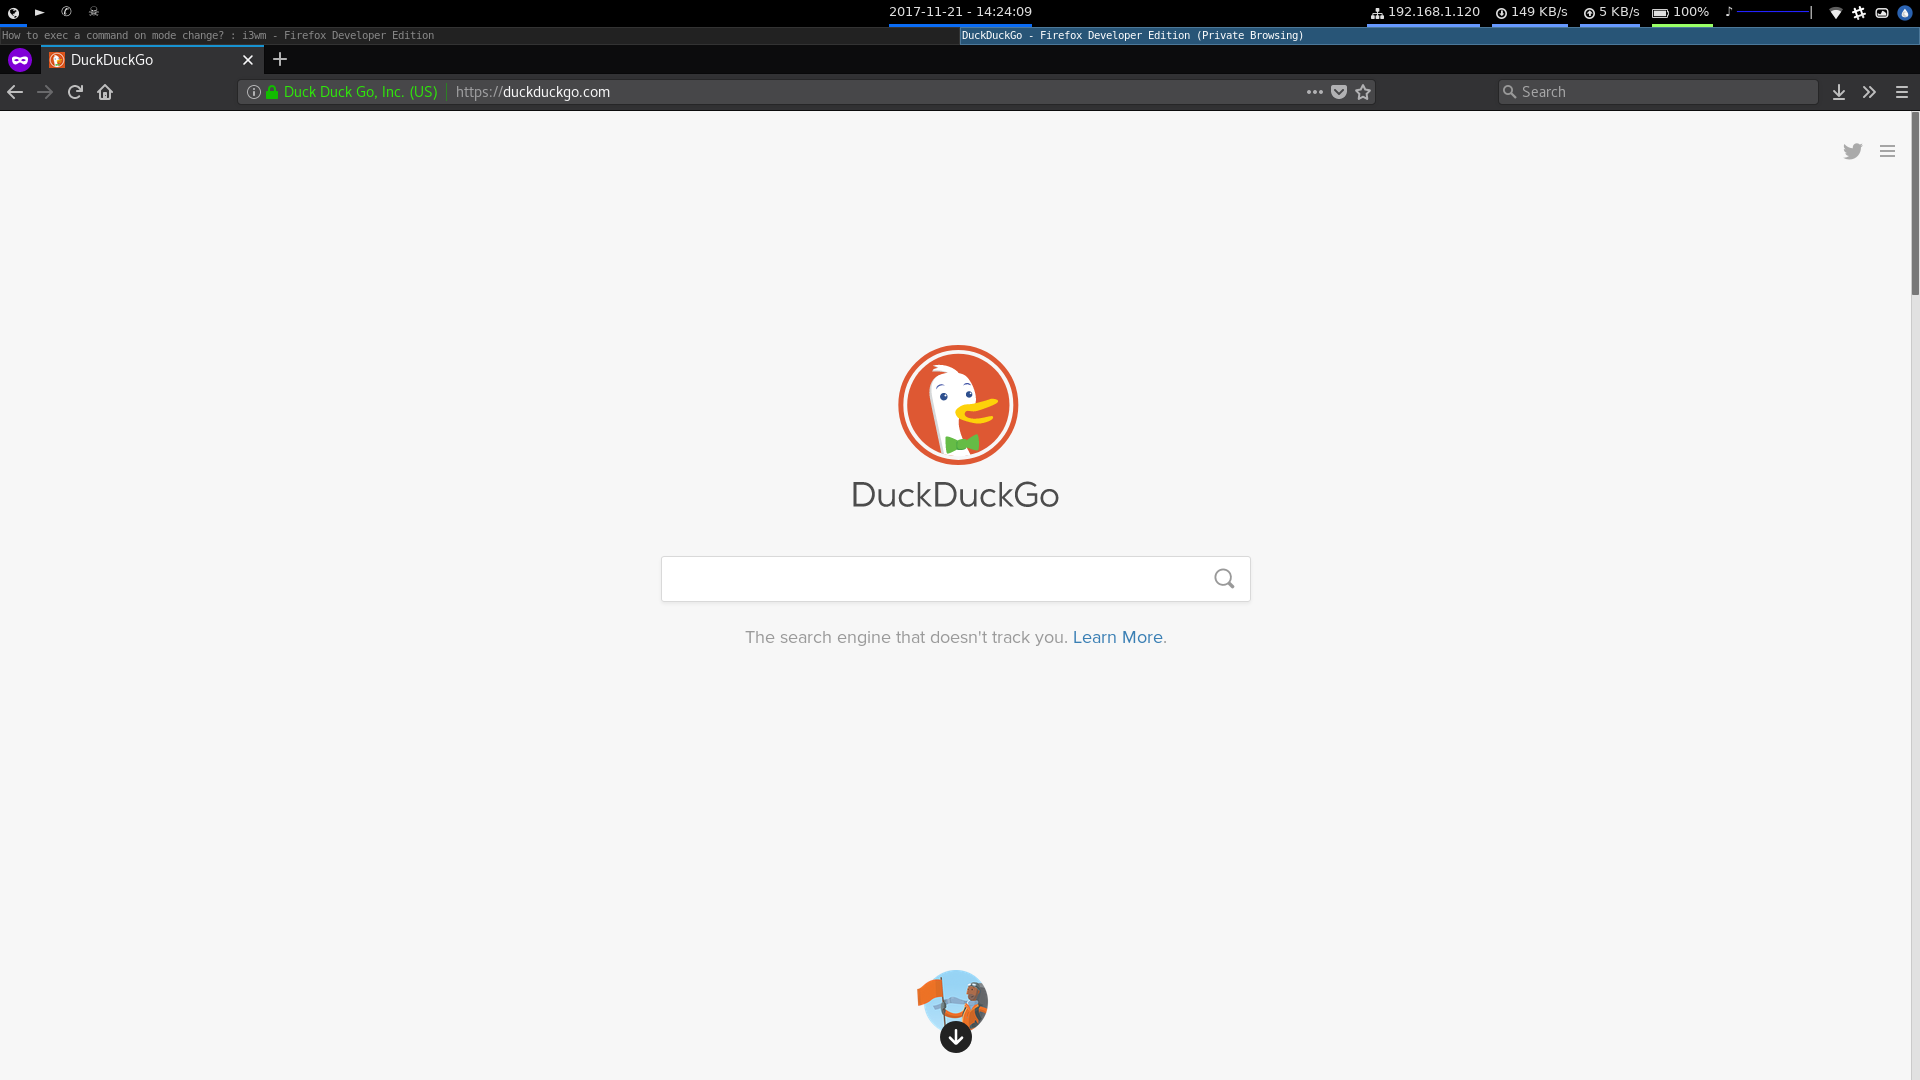 2017-11-21 - 14:24:09
192.168.1.120 149 KB/s 5 KB/s 100%
How to exec a command on mode change? : i3wm - Firefox Developer Edition
DuckDuckGo - Firefox Developer Edition (Private Browsing)
DuckDuckGo
Duck Duck Go, Inc. (US) https://duckduckgo.com
Search
DuckDuckGo
The search engine that doesn't track you. Learn More.